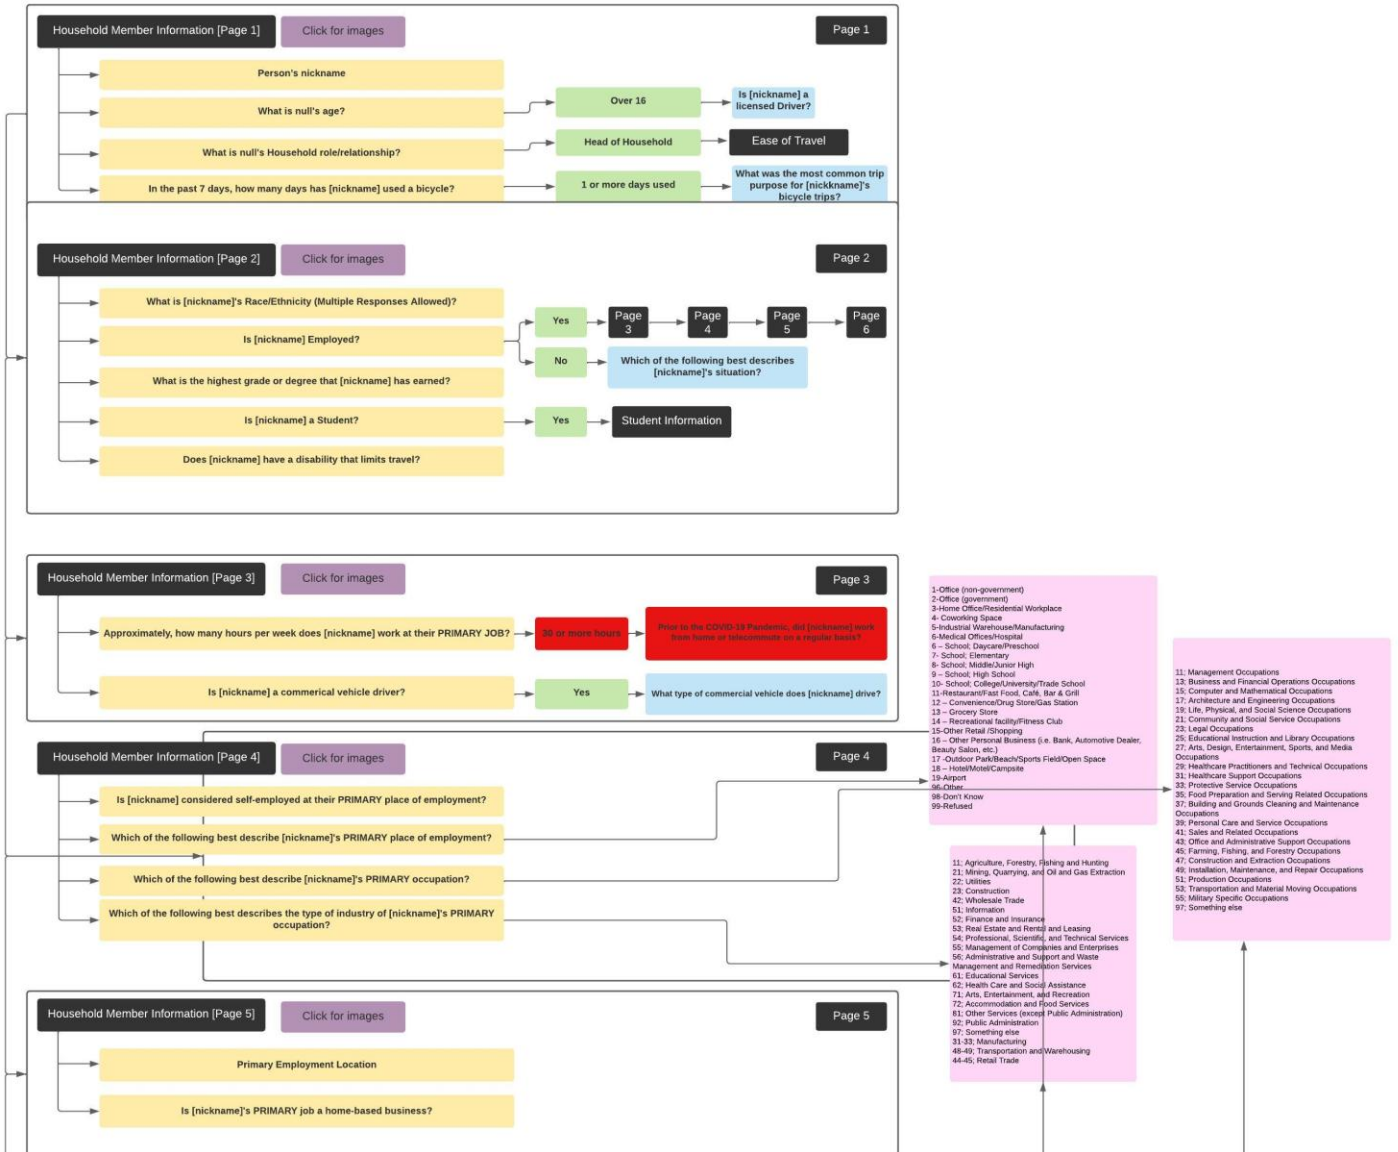 Household Member Information [Page 1]
Click for images
Page 1
Person's nickname
What is null's age?
Over 16
Is [nickname] a
licensed Driver?
What is null's Household role/relationship?
Head of Household
Ease of Travel
In the past 7 days, how many days has [nickname] used a bicycle?
1 or more days used
What was the most common trip
purpose for [nickkname]'s
bicycle trips?
Household Member Information [Page 2]
Click for images
Page 2
What is [nickname]'s Race/Ethnicity (Multiple Responses Allowed)?
Is [nickname] Employed?
Yes
Page
3
Page
4
Page
5
Page
6
No
Which of the following best describes
[nickname]'s situation?
What is the highest grade or degree that [nickname] has earned?
Is [nickname] a Student?
Yes
Student Information
Does [nickname] have a disability that limits travel?
Household Member Information [Page 3]
Click for images
Page 3
Approximately, how many hours per week does [nickname] work at their PRIMARY JOB?
30 or more hours
Prior to the COVID-19 Pandemic, did [nickname] work
from home or telecommute on a regular basis?
Is [nickname] a commerical vehicle driver?
Yes
What type of commercial vehicle does [nickname] drive?
Household Member Information [Page 4]
Click for images
Page 4
Is [nickname] considered self-employed at their PRIMARY place of employment?
Which of the following best describe [nickname]'s PRIMARY place of employment?
Which of the following best describe [nickname]'s PRIMARY occupation?
Which of the following best describes the type of industry of [nickname]'s PRIMARY
occupation?
1-Office (non-government)
2-Office (government)
3-Home Office/Residential Workplace
4- Coworking Space
5-Industrial Warehouse/Manufacturing
6-Medical Offices/Hospital
6 – School; Daycare/Preschool
7- School; Elementary
8- School; Middle/Junior High
9 – School; High School
10- School; College/University/Trade School
11-Restaurant/Fast Food, Café, Bar & Grill
12 – Convenience/Drug Store/Gas Station
13 – Grocery Store
14 – Recreational facility/Fitness Club
15-Other Retail /Shopping
16 – Other Personal Business (i.e. Bank, Automotive Dealer,
Beauty Salon, etc.)
17 -Outdoor Park/Beach/Sports Field/Open Space
18 – Hotel/Motel/Campsite
19-Airport
96-Other
98-Don't Know
99-Refused
11; Management Occupations
13; Business and Financial Operations Occupations
15; Computer and Mathematical Occupations
17; Architecture and Engineering Occupations
19; Life, Physical, and Social Science Occupations
21; Community and Social Service Occupations
23; Legal Occupations
25; Educational Instruction and Library Occupations
27; Arts, Design, Entertainment, Sports, and Media
Occupations
29; Healthcare Practitioners and Technical Occupations
31; Healthcare Support Occupations
33; Protective Service Occupations
35; Food Preparation and Serving Related Occupations
37; Building and Grounds Cleaning and Maintenance
Occupations
39; Personal Care and Service Occupations
41; Sales and Related Occupations
43; Office and Administrative Support Occupations
45; Farming, Fishing, and Forestry Occupations
47; Construction and Extraction Occupations
49; Installation, Maintenance, and Repair Occupations
51; Production Occupations
53; Transportation and Material Moving Occupations
55; Military Specific Occupations
97; Something else
11; Agriculture, Forestry, Fishing and Hunting
21; Mining, Quarrying, and Oil and Gas Extraction
22; Utilities
23; Construction
42; Wholesale Trade
51; Information
52; Finance and Insurance
53; Real Estate and Rental and Leasing
54; Professional, Scientific, and Technical Services
55; Management of Companies and Enterprises
56; Administrative and Support and Waste
Management and Remediation Services
61; Educational Services
62; Health Care and Social Assistance
71; Arts, Entertainment, and Recreation
72; Accommodation and Food Services
81; Other Services (except Public Administration)
92; Public Administration
97; Something else
31-33; Manufacturing
48-49; Transportation and Warehousing
44-45; Retail Trade
Household Member Information [Page 5]
Click for images
Page 5
Primary Employment Location
Is [nickname]'s PRIMARY job a home-based business?